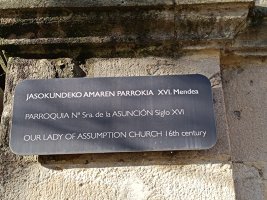 JASOKUNDEKO AMAREN PARROKIA XVI. Mendea
PARROQUIA Nª Sra. de la ASUNCIÓN Siglo XVI
OUR LADY OF ASSUMPTION CHURCH 16th century